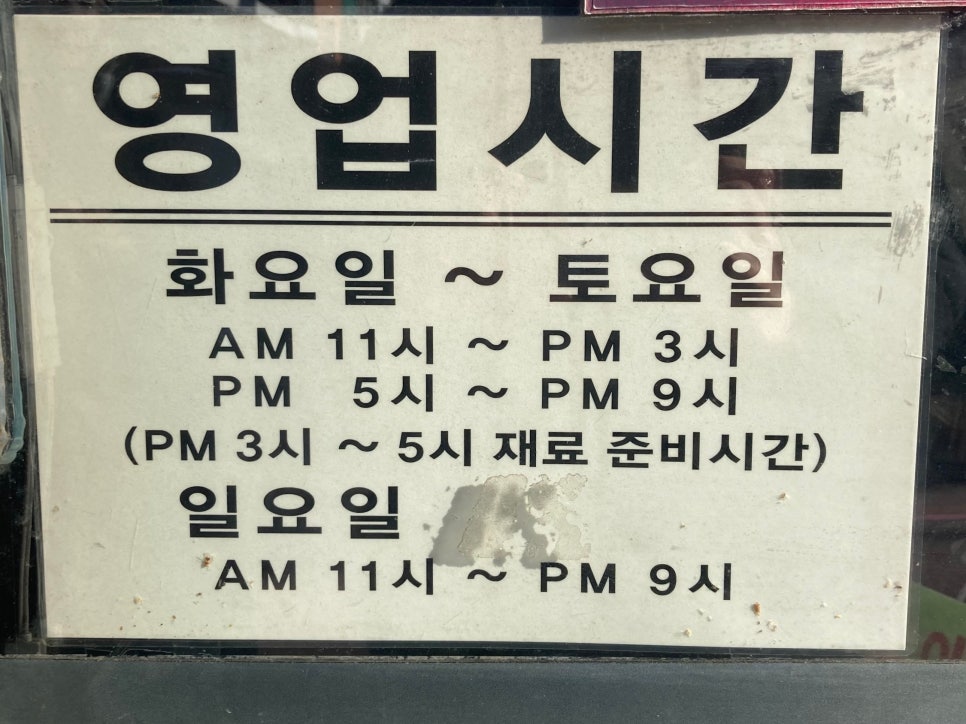 영업시간
화요일 ~ 토요일
AM 11시 ~ PM 3시
PM 5시 ~ PM 9시
(PM 3시 ~ 5시 재료 준비시간)
일요일
AM 11시 ~ PM 9시